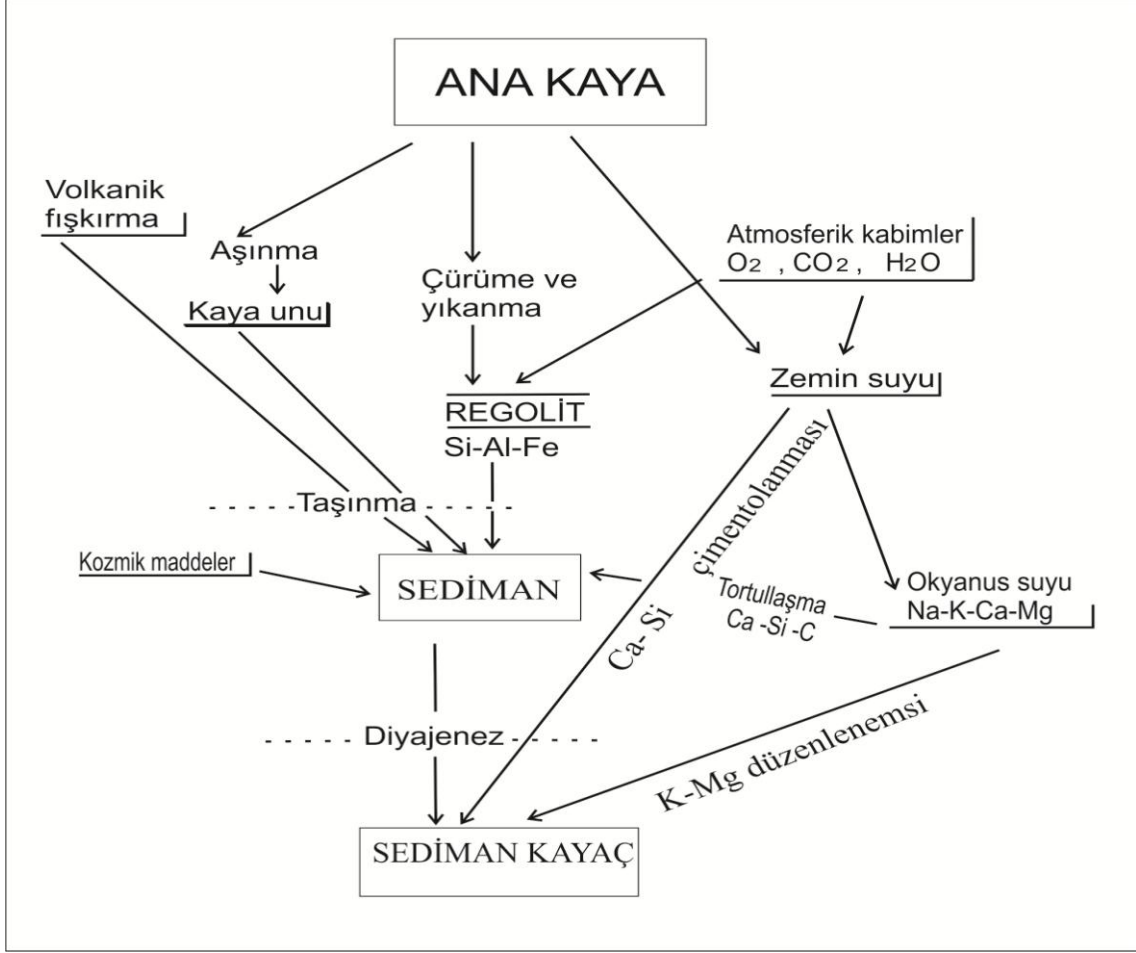 ANA KAYA
Volkanik
fışkırma
Aşınma
Kaya unu
Çürüme ve
yıkanma
Atmosferik kabimler
O2 , CO2 , H2O
Zemin suyu
REGOLİT
Si-Al-Fe
Taşınma
Kozmik maddeler
SEDİMAN
Ca- Si çimentolanması
Tortullaşma
Ca -Si -C
Okyanus suyu
Na-K-Ca-Mg
Diyajenez
K-Mg düzenlenemsi
SEDİMAN KAYAÇ